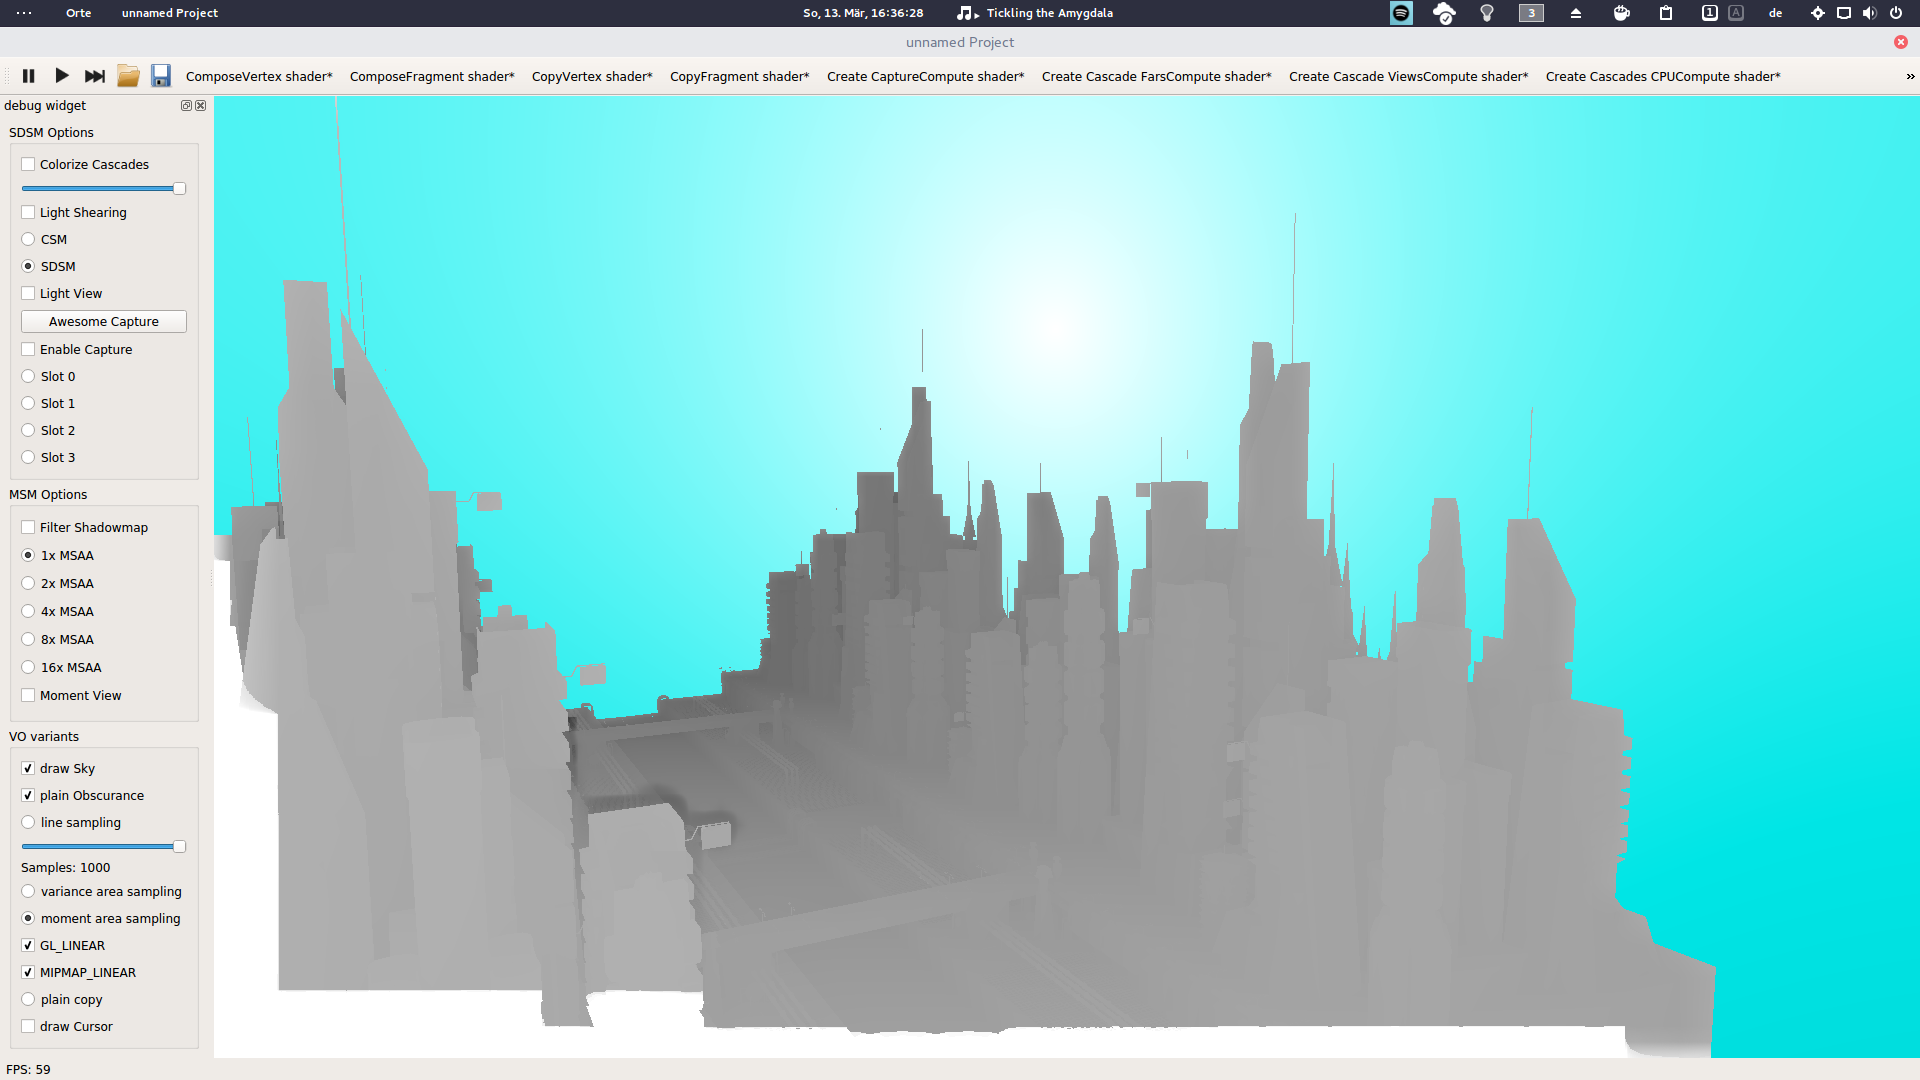 Orte unnamed Project So, 13. Mär, 16:36:28 Tickling the Amygdala 3 1 A de
unnamed Project
ComposeVertex shader* ComposeFragment shader* CopyVertex shader* CopyFragment shader* Create CaptureCompute shader* Create Cascade FarsCompute shader* Create Cascade ViewsCompute shader* Create Cascades CPUCompute shader* »
debug widget
SDSM Options
Colorize Cascades
Light Shearing
CSM
SDSM
Light View
Awesome Capture
Enable Capture
Slot 0
Slot 1
Slot 2
Slot 3
MSM Options
Filter Shadowmap
1x MSAA
2x MSAA
4x MSAA
8x MSAA
16x MSAA
Moment View
VO variants
draw Sky
plain Obscurance
line sampling
Samples: 1000
variance area sampling
moment area sampling
GL_LINEAR
MIPMAP_LINEAR
plain copy
draw Cursor
FPS: 59